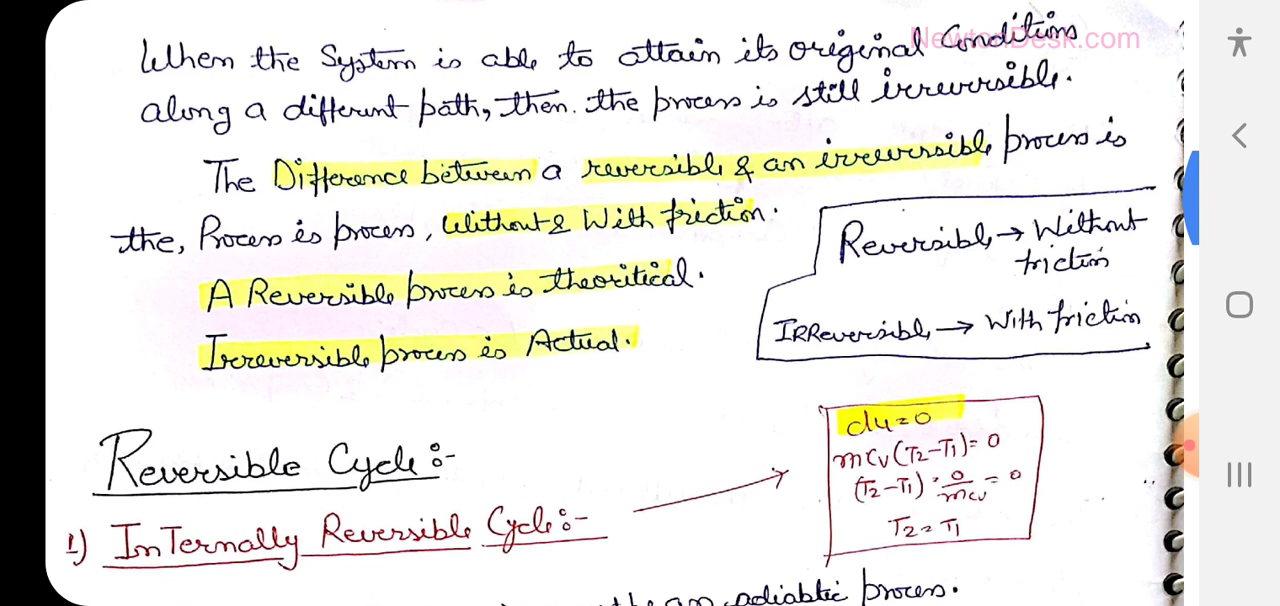 NewtonDesk.com
When the System is able to attain its original Conditions
along a different path, then. the process is still irreversible.
The Difference between a reversible & an irreversible process is
the, Process is process, Without & With friction.
Reversible → Without
friction
A Reversible process is theoritical.
IRReversible → With friction
Irreversible process is Actual.
du=0
mCv(T2-T1)=0
(T2-T1) = 0/mcv = 0
T2=T1
Reversible Cycle:-
1) InTernally Reversible Cycle:-
adiabtic process.